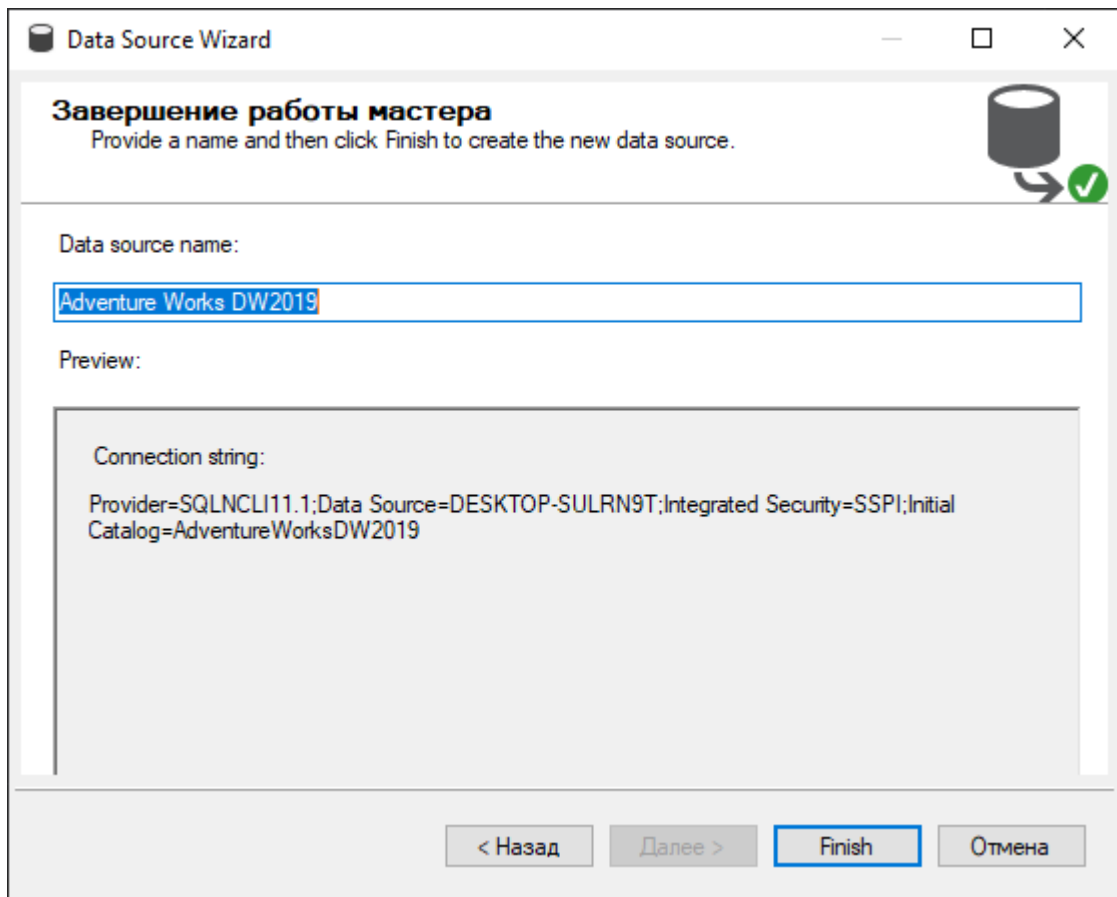 Data Source Wizard
Завершение работы мастера
Provide a name and then click Finish to create the new data source.
Data source name:
Adventure Works DW2019
Preview:
Connection string:
Provider=SQLNCLI11.1;Data Source=DESKTOP-SULRN9T;Integrated Security=SSPI;Initial
Catalog=AdventureWorksDW2019
< Назад
Далее >
Finish
Отмена